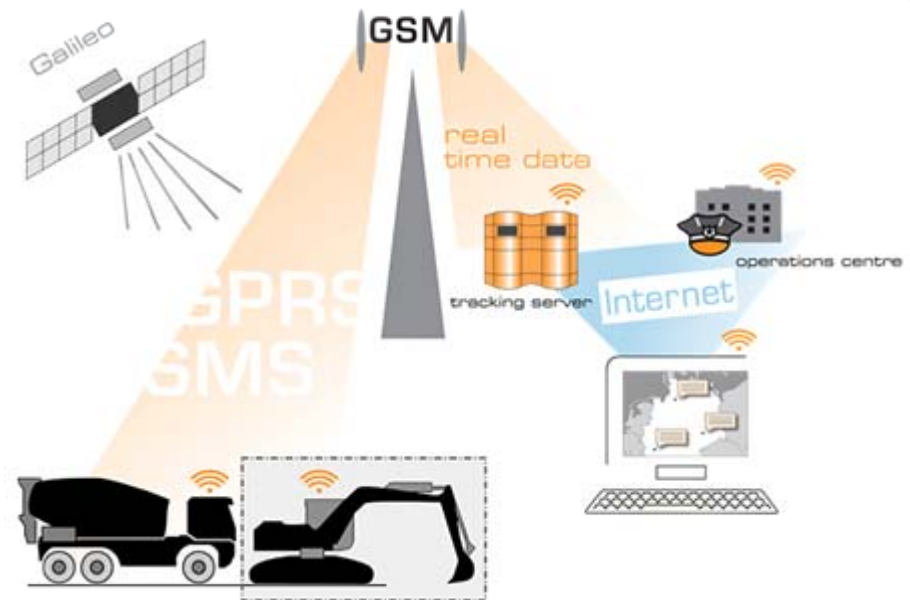 Galileo
GSM
real
time data
GPRS
SMS
tracking server
operations centre
Internet